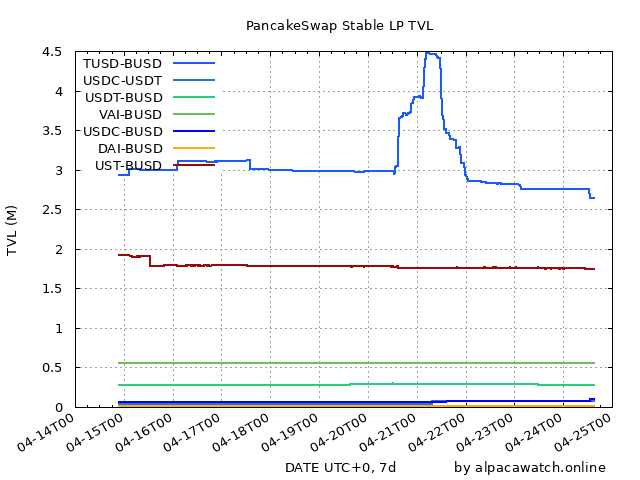 PancakeSwap Stable LP TVL
4.5
4
3.5
3
2.5
2
1.5
1
0.5
0
TVL (M)
TUSD-BUSD
USDC-USDT
USDT-BUSD
VAI-BUSD
USDC-BUSD
DAI-BUSD
UST-BUSD
04-14T00
04-15T00
04-16T00
04-17T00
04-18T00
04-19T00
04-20T00
04-21T00
04-22T00
04-23T00
04-24T00
04-25T00
DATE UTC+0, 7d
by alpacawatch.online